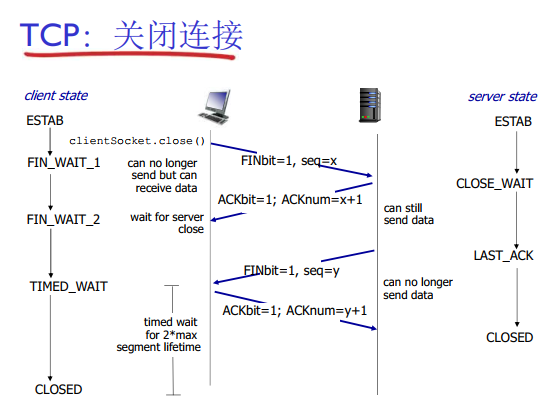 TCP：关闭连接
client state
server state
ESTAB
ESTAB
clientSocket.close()
FINbit=1, seq=x
FIN_WAIT_1
can no longer
send but can
receive data
CLOSE_WAIT
ACKbit=1; ACKnum=x+1
FIN_WAIT_2
wait for server
close
can still
send data
LAST_ACK
FINbit=1, seq=y
TIMED_WAIT
can no longer
send data
ACKbit=1; ACKnum=y+1
timed wait
for 2*max
segment lifetime
CLOSED
CLOSED